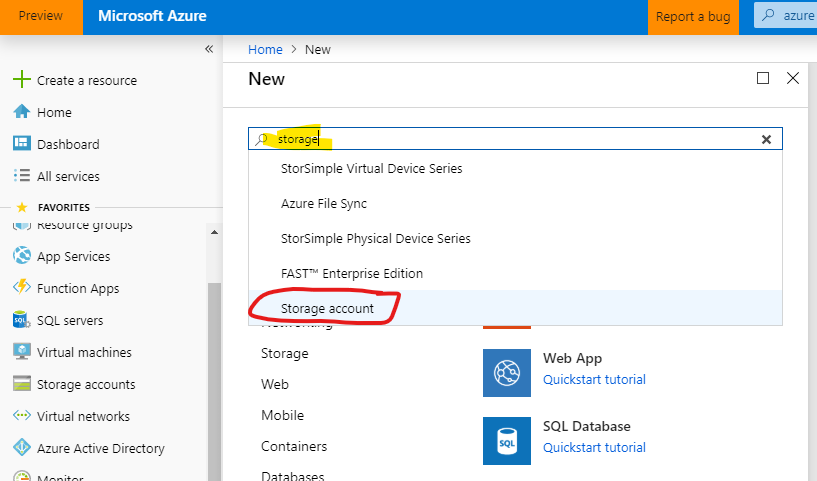 Preview
Microsoft Azure
Report a bug
azure
«
Home > New
Create a resource
Home
Dashboard
All services
FAVORITES
Resource groups
App Services
Function Apps
SQL servers
Virtual machines
Storage accounts
Virtual networks
Azure Active Directory
Monitor
New
storage
StorSimple Virtual Device Series
Azure File Sync
StorSimple Physical Device Series
FAST™ Enterprise Edition
Storage account
Networking
Storage
Web
Mobile
Containers
Databases
Web App
Quickstart tutorial
SQL
SQL Database
Quickstart tutorial